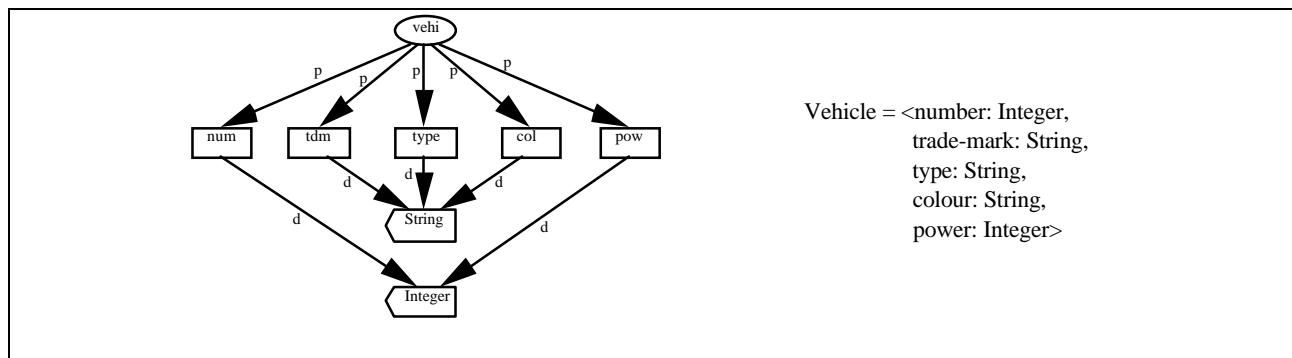 vehi
p
p
p
p
p
num
tdm
type
col
pow
Vehicle = <number: Integer,
trade-mark: String,
type: String,
colour: String,
power: Integer>
d
d
d
String
d
d
Integer